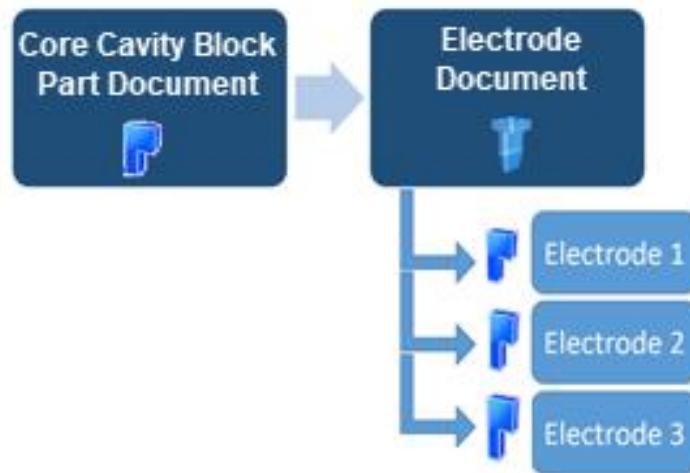 Core Cavity Block
Part Document
Electrode
Document
Electrode 1
Electrode 2
Electrode 3